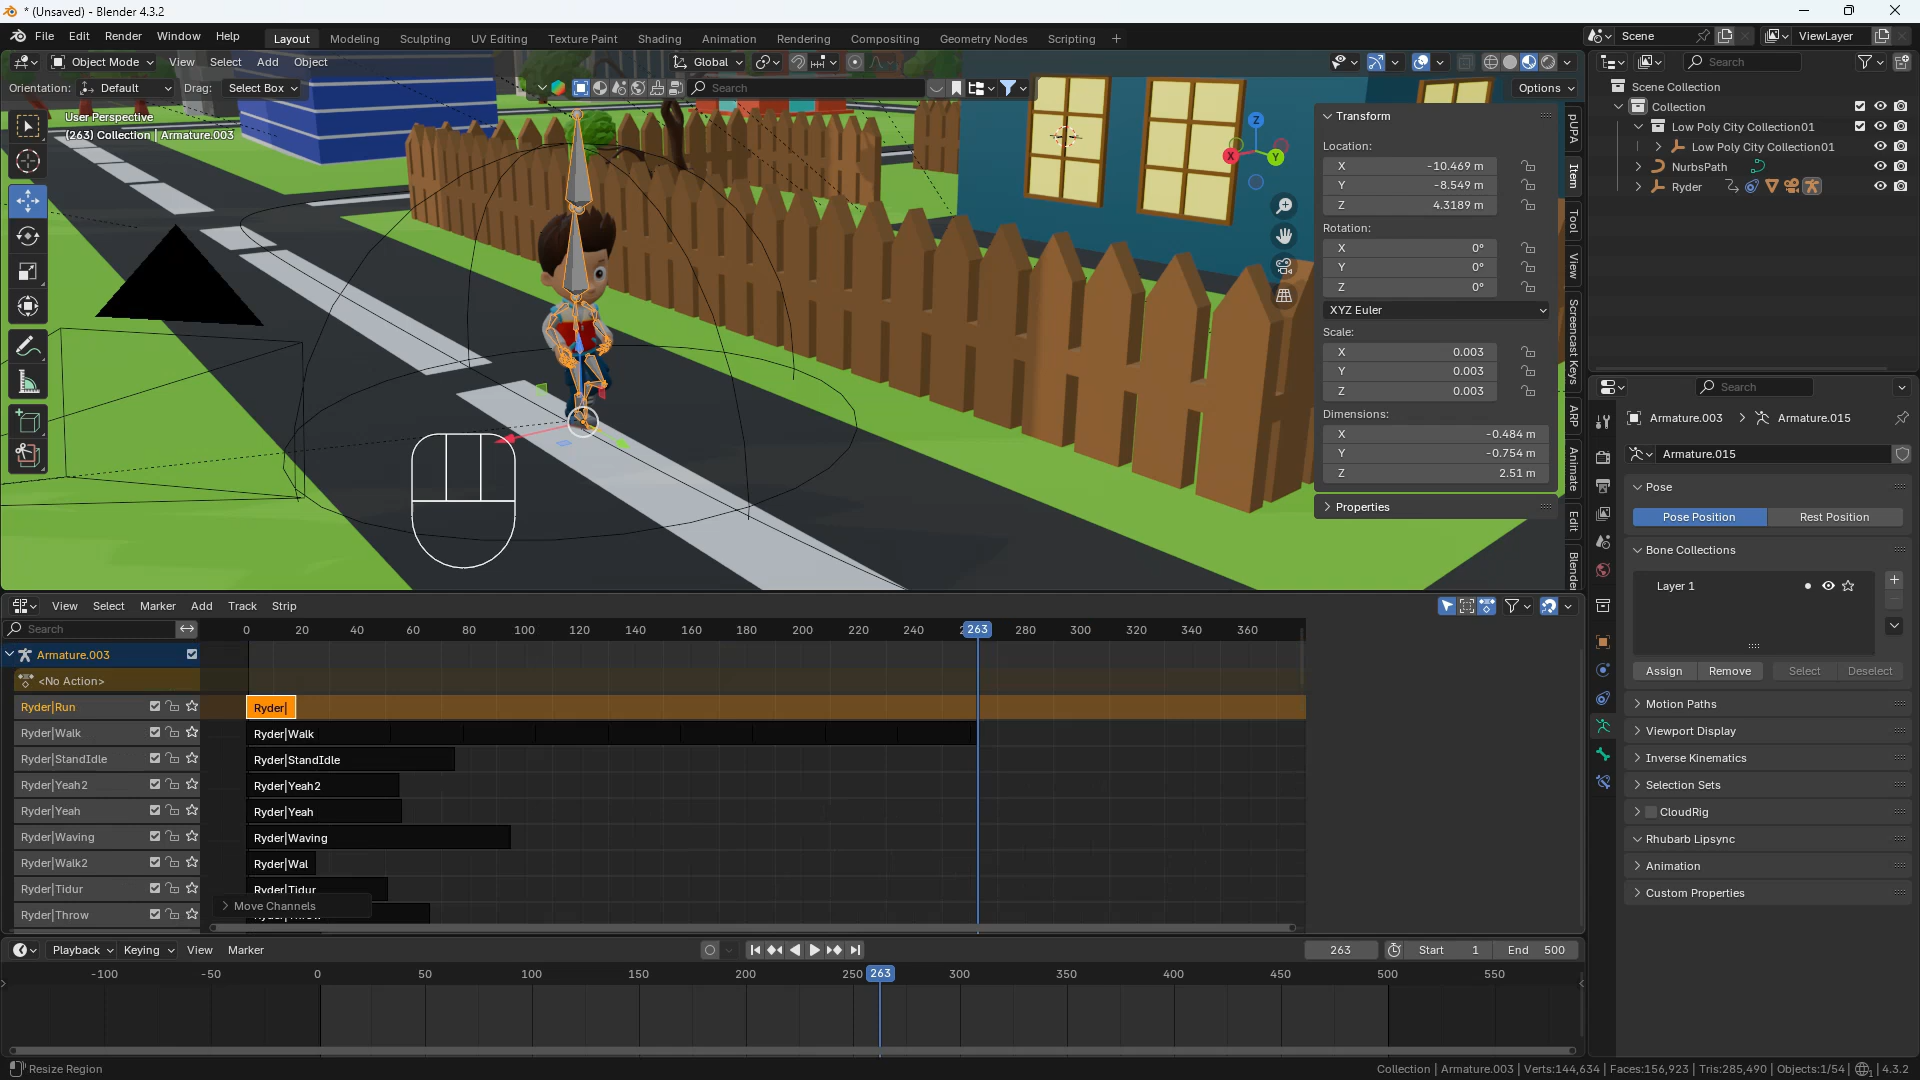 * (Unsaved) - Blender 4.3.2
File Edit Render Window Help Layout Modeling Sculpting UV Editing Texture Paint Shading Animation Rendering Compositing Geometry Nodes Scripting + Scene ViewLayer
Object Mode View Select Add Object Global Search
Orientation: Default Drag: Select Box Search Options
User Perspective
(263) Collection | Armature.003
Z
X
Y
Transform
Location:
X -10.469 m
Y -8.549 m
Z 4.3189 m
Rotation:
X 0°
Y 0°
Z 0°
XYZ Euler
Scale:
X 0.003
Y 0.003
Z 0.003
Dimensions:
X -0.484 m
Y -0.754 m
Z 2.51 m
Properties
pUPA
Item
Tool
View
Screencast Keys
ARP
Animate
Edit
Blende
Scene Collection
Collection
Low Poly City Collection01
Low Poly City Collection01
NurbsPath
Ryder
Search
Armature.003 Armature.015
Armature.015
Pose
Pose Position Rest Position
Bone Collections
Layer 1
Assign Remove Select Deselect
Motion Paths
Viewport Display
Inverse Kinematics
Selection Sets
CloudRig
Rhubarb Lipsync
Animation
Custom Properties
View Select Marker Add Track Strip
Search 0 20 40 60 80 100 120 140 160 180 200 220 240 263 280 300 320 340 360
Armature.003
<No Action>
Ryder|Run Ryder|
Ryder|Walk Ryder|Walk
Ryder|StandIdle Ryder|StandIdle
Ryder|Yeah2 Ryder|Yeah2
Ryder|Yeah Ryder|Yeah
Ryder|Waving Ryder|Waving
Ryder|Walk2 Ryder|Wal
Ryder|Tidur Ryder|Tidur
Move Channels
Ryder|Throw
Playback Keying View Marker 263 Start 1 End 500
-100 -50 0 50 100 150 200 250 263 300 350 400 450 500 550
Resize Region Collection | Armature.003 | Verts:144,634 | Faces:156,923 | Tris:285,490 | Objects:1/54 | 4.3.2